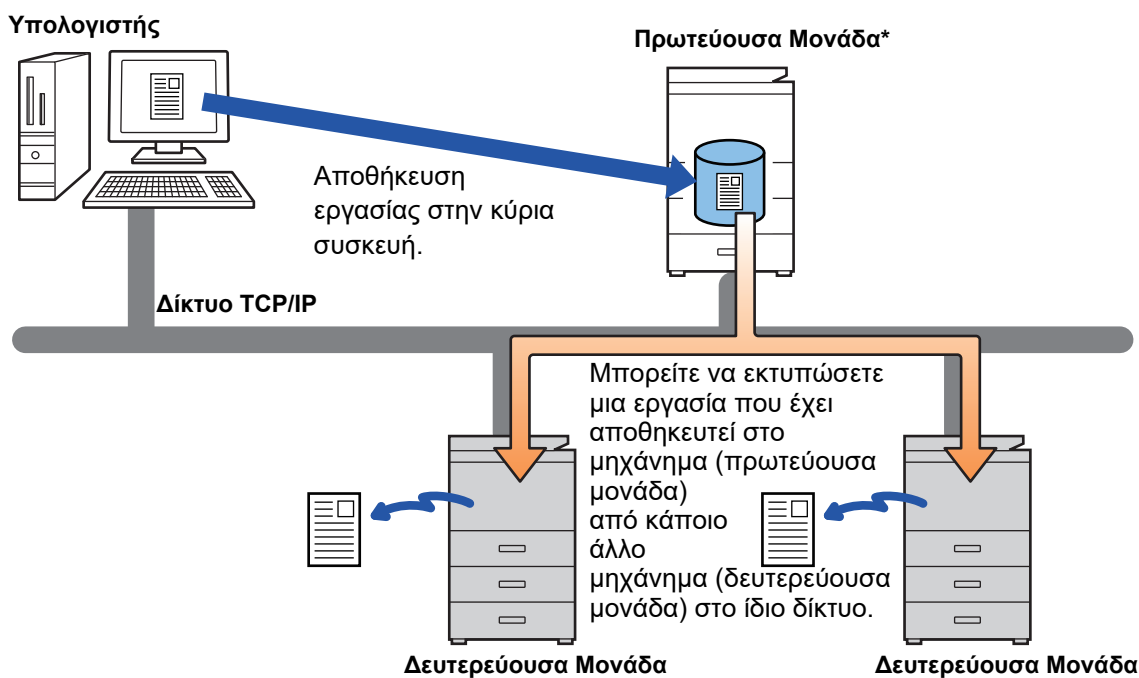 Υπολογιστής
Πρωτεύουσα Μονάδα*
Αποθήκευση
εργασίας στην κύρια
συσκευή.
Δίκτυο TCP/IP
Μπορείτε να εκτυπώσετε
μια εργασία που έχει
αποθηκευτεί στο
μηχάνημα (πρωτεύουσα
μονάδα)
από κάποιο
άλλο
μηχάνημα (δευτερεύουσα
μονάδα) στο ίδιο δίκτυο.
Δευτερεύουσα Μονάδα
Δευτερεύουσα Μονάδα